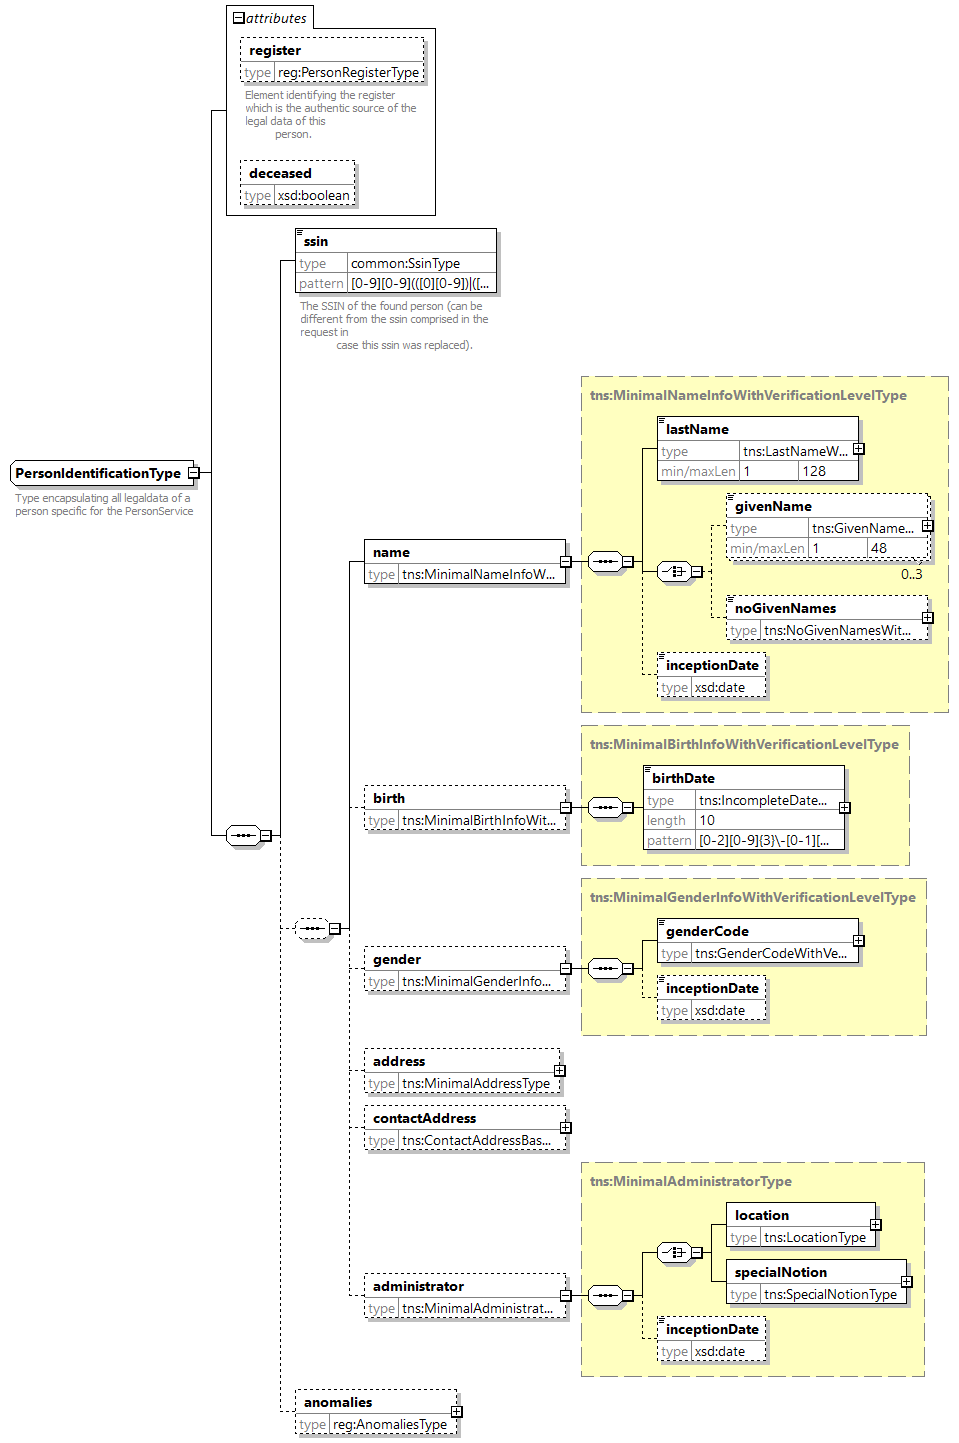 attributes
register
type reg:PersonRegisterType
Element identifying the register
which is the authentic source of the
legal data of this
person.
deceased
type xsd:boolean
ssin
type common:SsinType
pattern [0-9][0-9](([0][0-9])|([...
The SSIN of the found person (can be
different from the ssin comprised in the
request in
case this ssin was replaced).
PersonIdentificationType
Type encapsulating all legaldata of a
person specific for the PersonService
name
type tns:MinimalNameInfoW...
tns:MinimalNameInfoWithVerificationLevelType
lastName
type tns:LastNameW...
min/maxLen 1 128
givenName
type tns:GivenName...
min/maxLen 1 48
0..3
noGivenNames
type tns:NoGivenNamesWit...
inceptionDate
type xsd:date
birth
type tns:MinimalBirthInfoWit...
tns:MinimalBirthInfoWithVerificationLevelType
birthDate
type tns:IncompleteDate...
length 10
pattern [0-2][0-9]{3}\-[0-1][...
gender
type tns:MinimalGenderInfo...
tns:MinimalGenderInfoWithVerificationLevelType
genderCode
type tns:GenderCodeWithVe...
inceptionDate
type xsd:date
address
type tns:MinimalAddressType
contactAddress
type tns:ContactAddressBas...
administrator
type tns:MinimalAdministrat...
tns:MinimalAdministratorType
location
type tns:LocationType
specialNotion
type tns:SpecialNotionType
inceptionDate
type xsd:date
anomalies
type reg:AnomaliesType